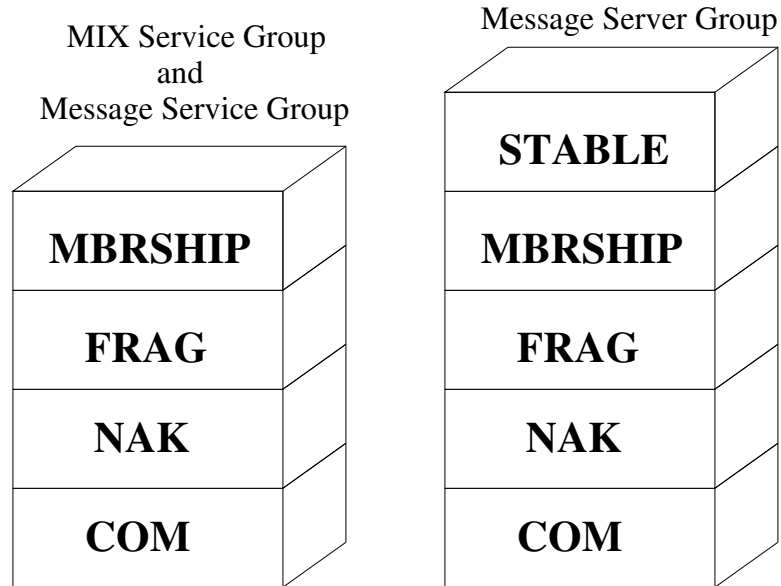 MIX Service Group
and
Message Service Group
MBRSHIP
FRAG
NAK
COM
Message Server Group
STABLE
MBRSHIP
FRAG
NAK
COM